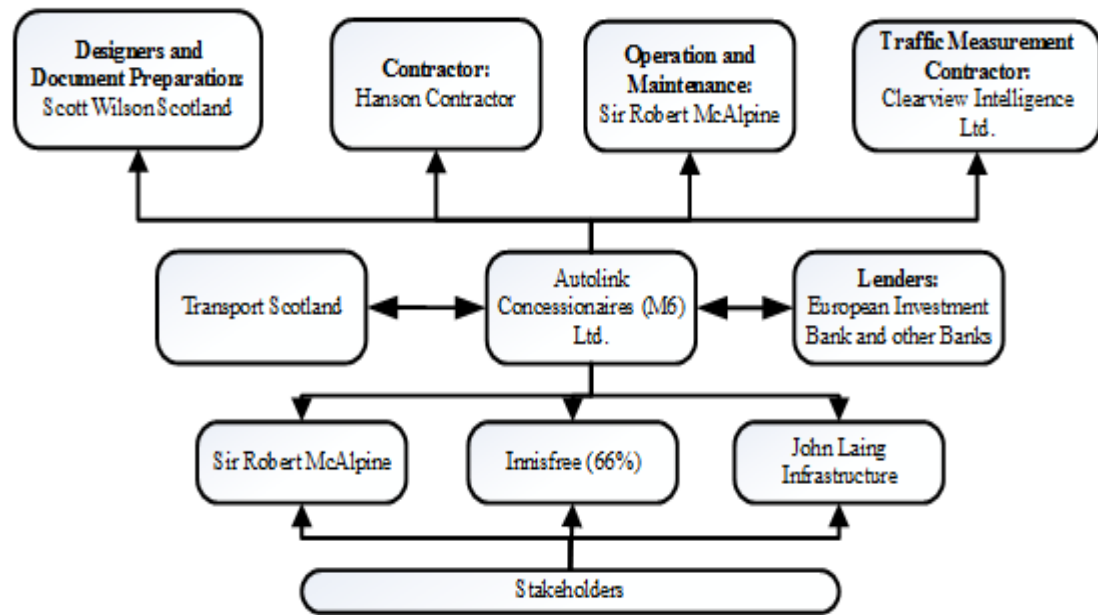 Designers and
Document Preparation:
Scott Wilson Scotland
Contractor:
Hanson Contractor
Operation and
Maintenance:
Sir Robert McAlpine
Traffic Measurement
Contractor:
Clearview Intelligence
Ltd.
Transport Scotland
Autolink
Concessionaires (M6)
Ltd.
Lenders:
European Investment
Bank and other Banks
Sir Robert McAlpine
Innisfree (66%)
John Laing
Infrastructure
Stakeholders